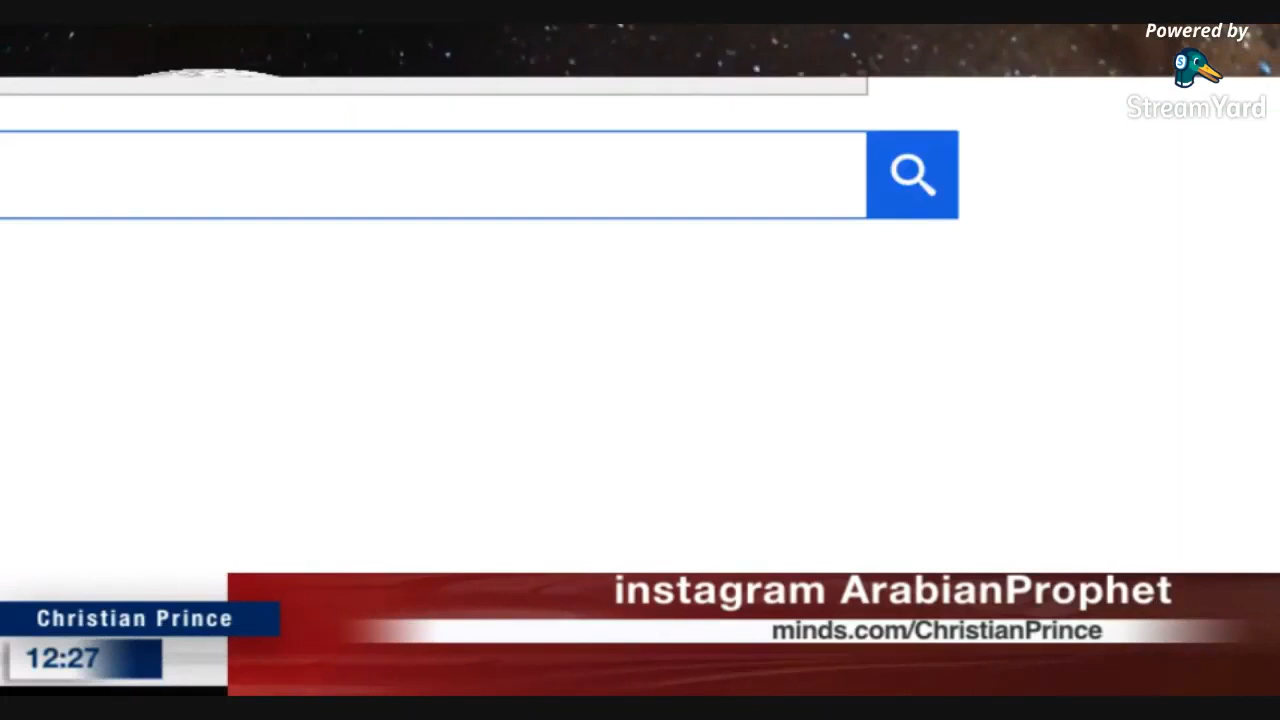 Powered by
StreamYard
instagram ArabianProphet
Christian Prince
minds.com/ChristianPrince
12:27